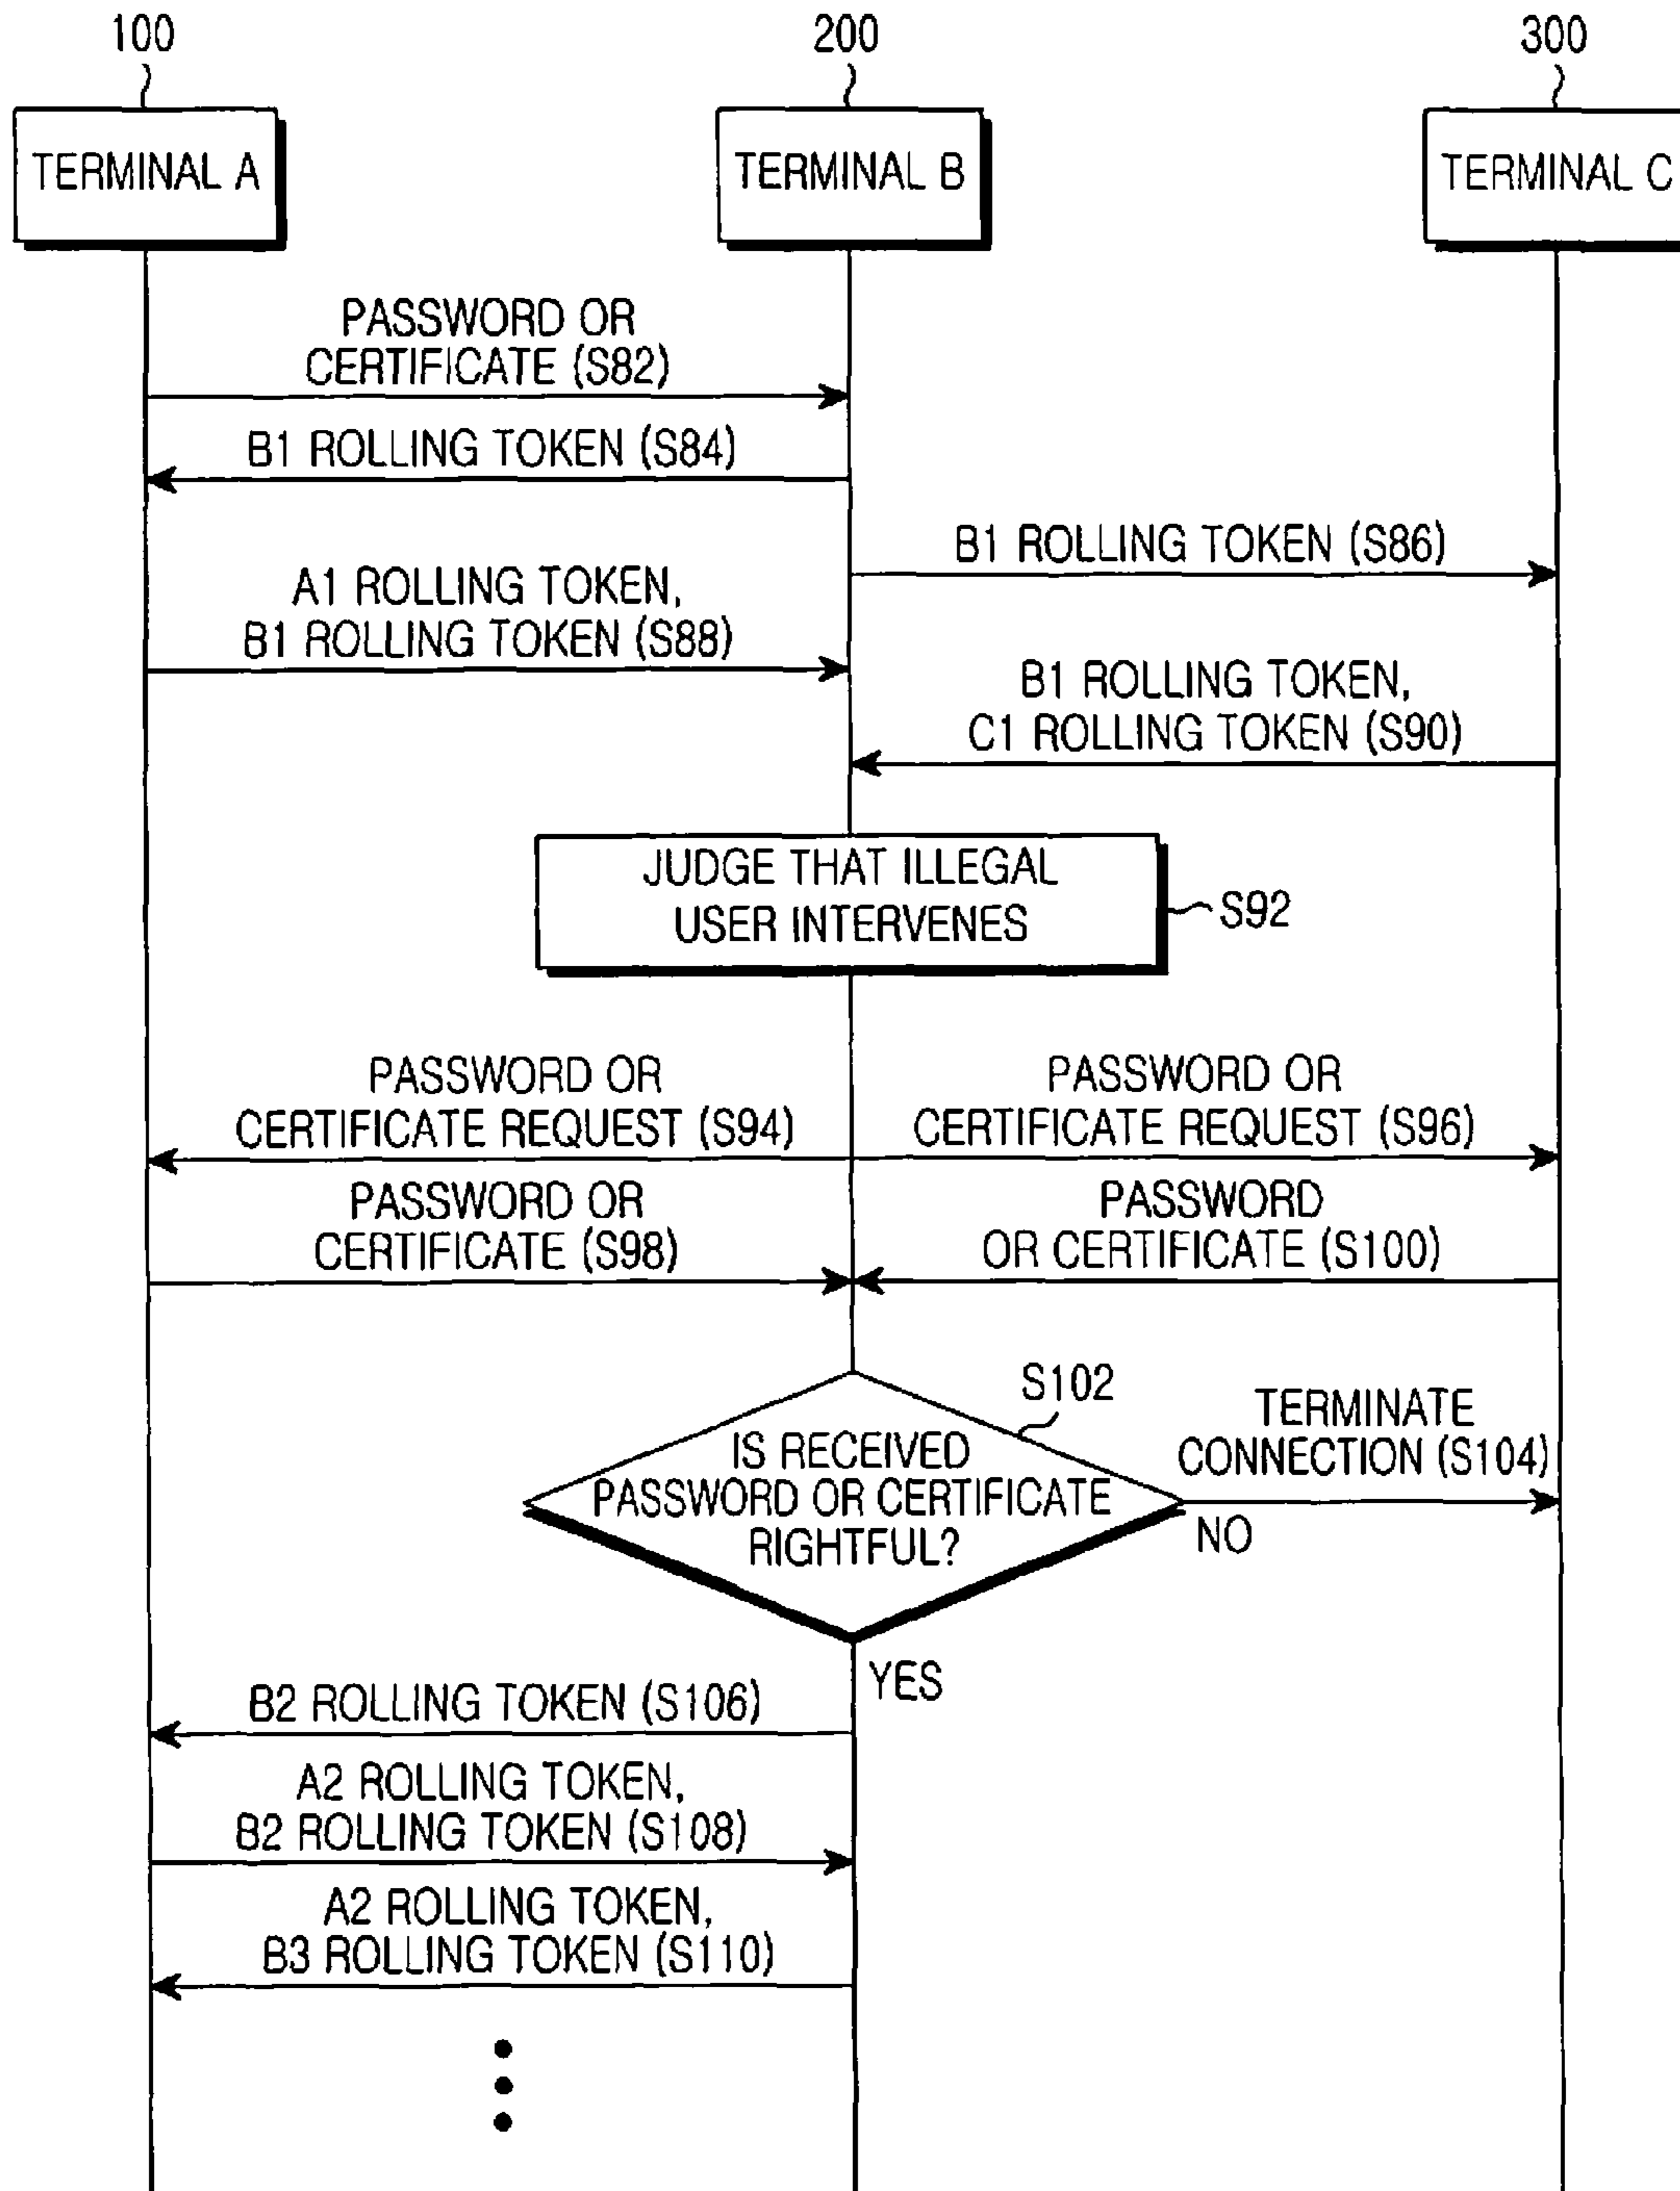 100
200
300
TERMINAL A
TERMINAL B
TERMINAL C
PASSWORD OR
CERTIFICATE (S82)
B1 ROLLING TOKEN (S84)
B1 ROLLING TOKEN (S86)
A1 ROLLING TOKEN,
B1 ROLLING TOKEN (S88)
B1 ROLLING TOKEN,
C1 ROLLING TOKEN (S90)
JUDGE THAT ILLEGAL
USER INTERVENES
S92
PASSWORD OR
CERTIFICATE REQUEST (S94)
PASSWORD OR
CERTIFICATE REQUEST (S96)
PASSWORD OR
CERTIFICATE (S98)
PASSWORD
OR CERTIFICATE (S100)
S102
IS RECEIVED
PASSWORD OR CERTIFICATE
RIGHTFUL?
TERMINATE
CONNECTION (S104)
NO
YES
B2 ROLLING TOKEN (S106)
A2 ROLLING TOKEN,
B2 ROLLING TOKEN (S108)
A2 ROLLING TOKEN,
B3 ROLLING TOKEN (S110)